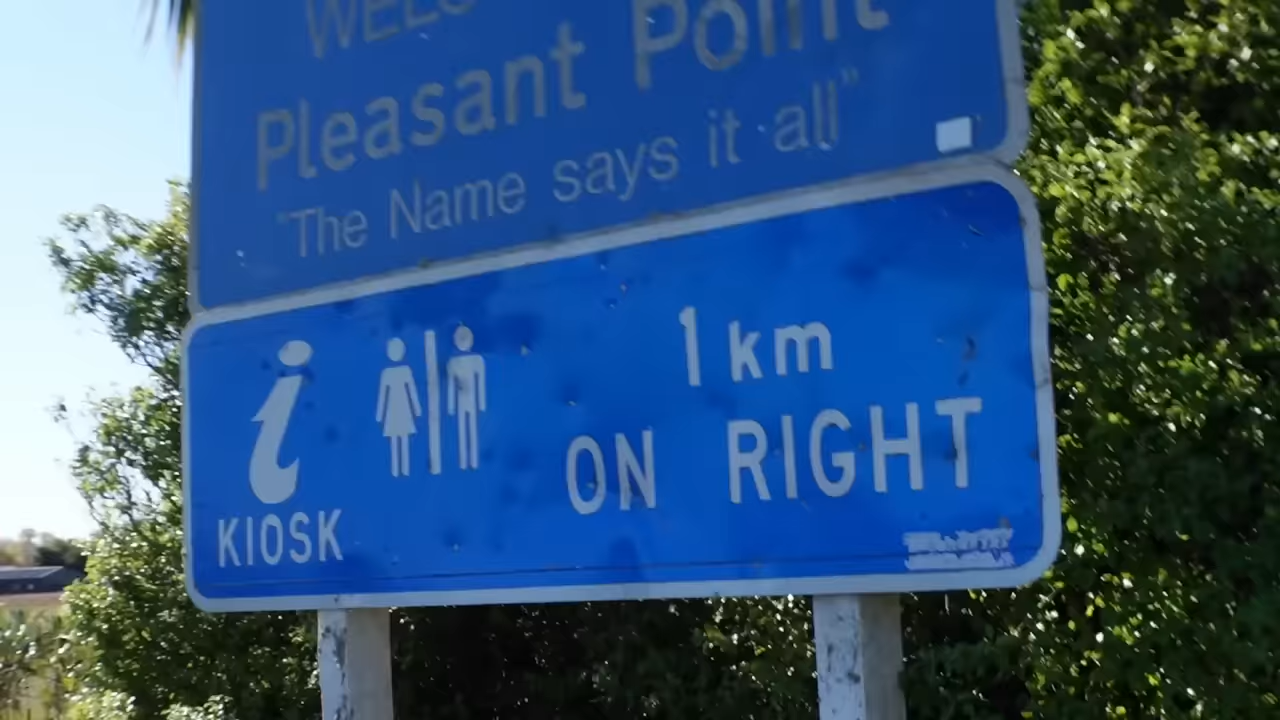 Pleasant Point
"The Name says it all"
1 km
ON RIGHT
KIOSK